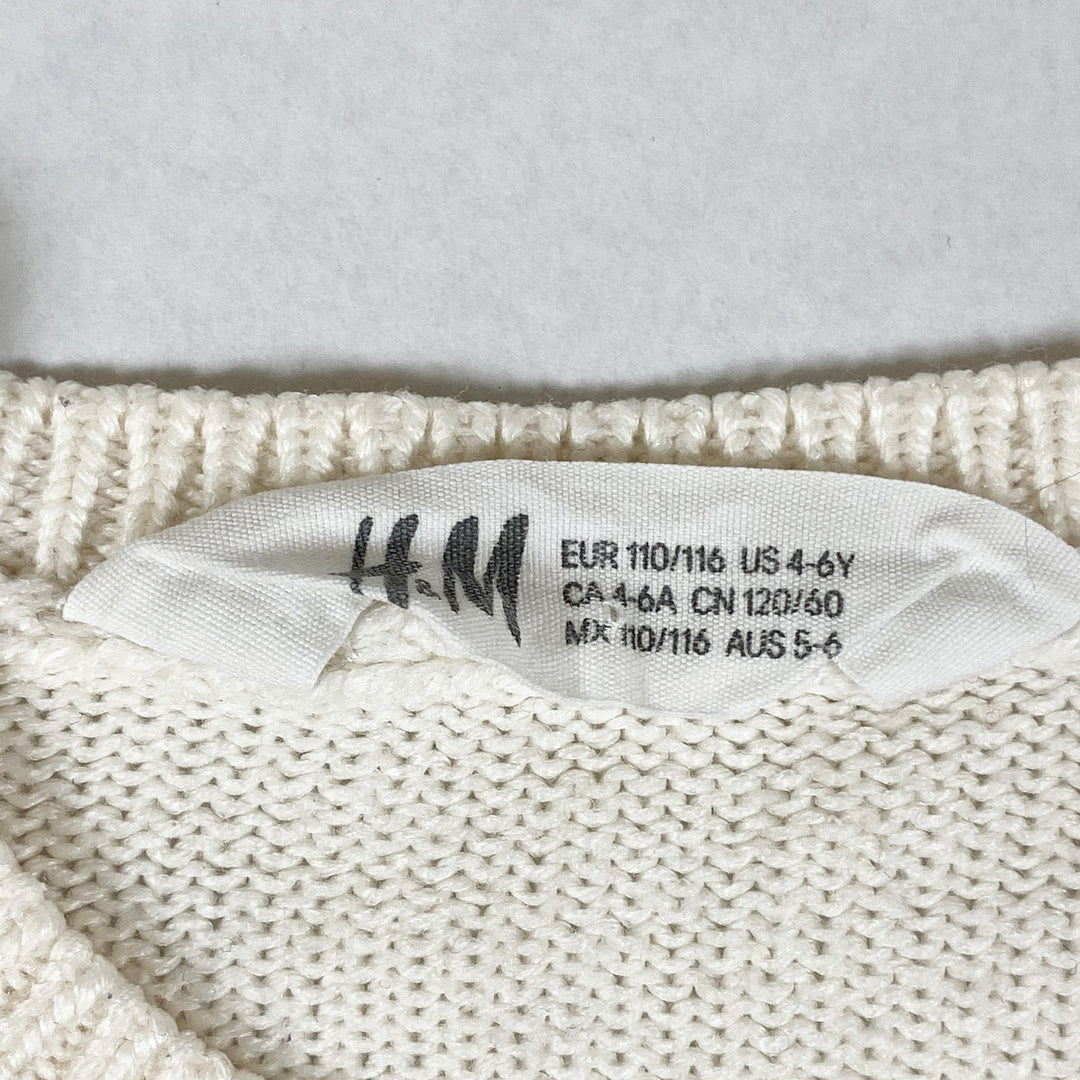 H&M
EUR 110/116 US 4-6Y
CA 4-6A CN 120/60
MX 110/116 AUS 5-6